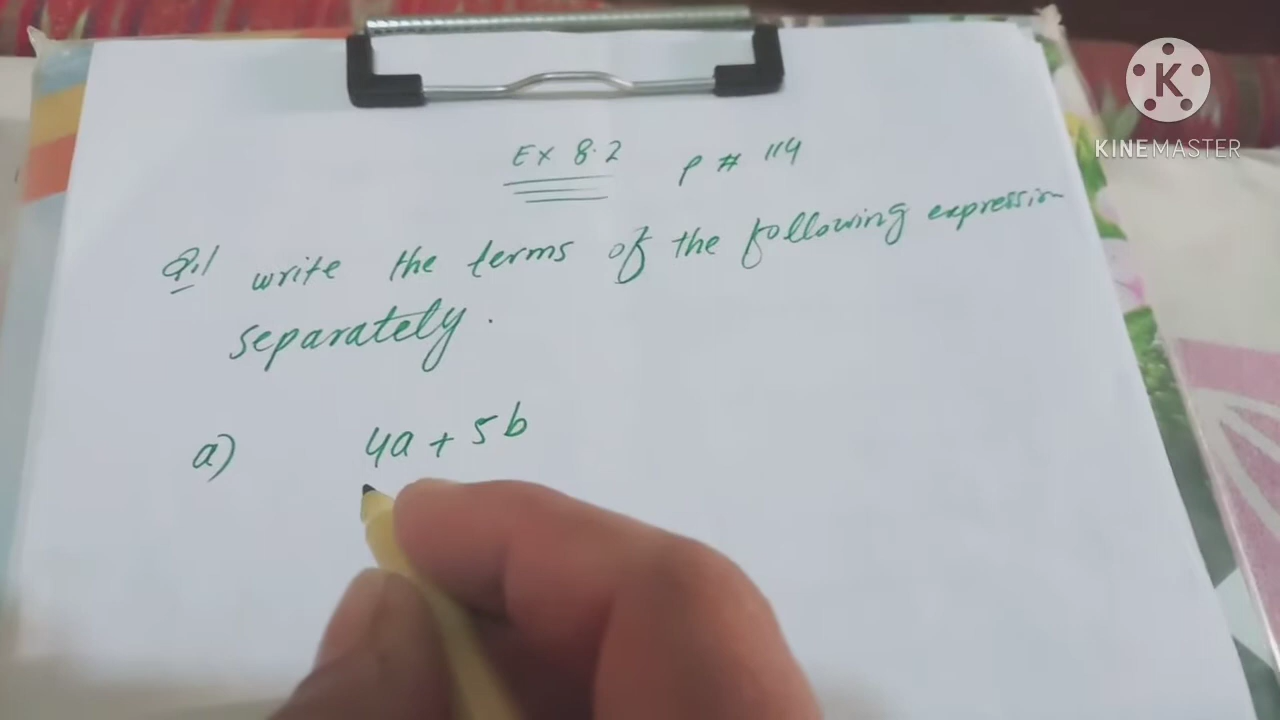 Ex 8.2 P # 114
Q.1 write the terms of the following expression
separately.
a) 4a + 5b
K
KINEMASTER